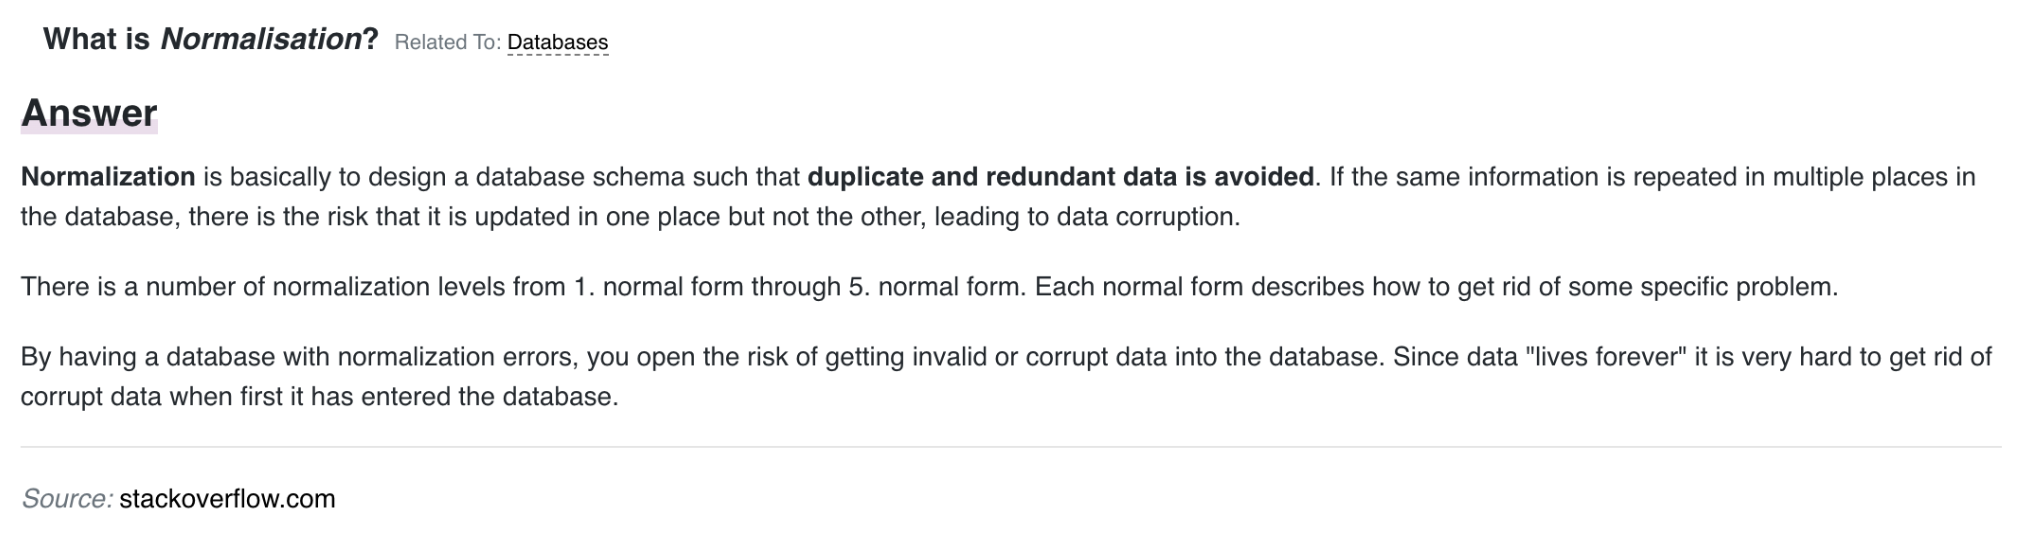 What is Normalisation? Related To: Databases
Answer
Normalization is basically to design a database schema such that duplicate and redundant data is avoided. If the same information is repeated in multiple places in
the database, there is the risk that it is updated in one place but not the other, leading to data corruption.
There is a number of normalization levels from 1. normal form through 5. normal form. Each normal form describes how to get rid of some specific problem.
By having a database with normalization errors, you open the risk of getting invalid or corrupt data into the database. Since data "lives forever" it is very hard to get rid of
corrupt data when first it has entered the database.
Source: stackoverflow.com